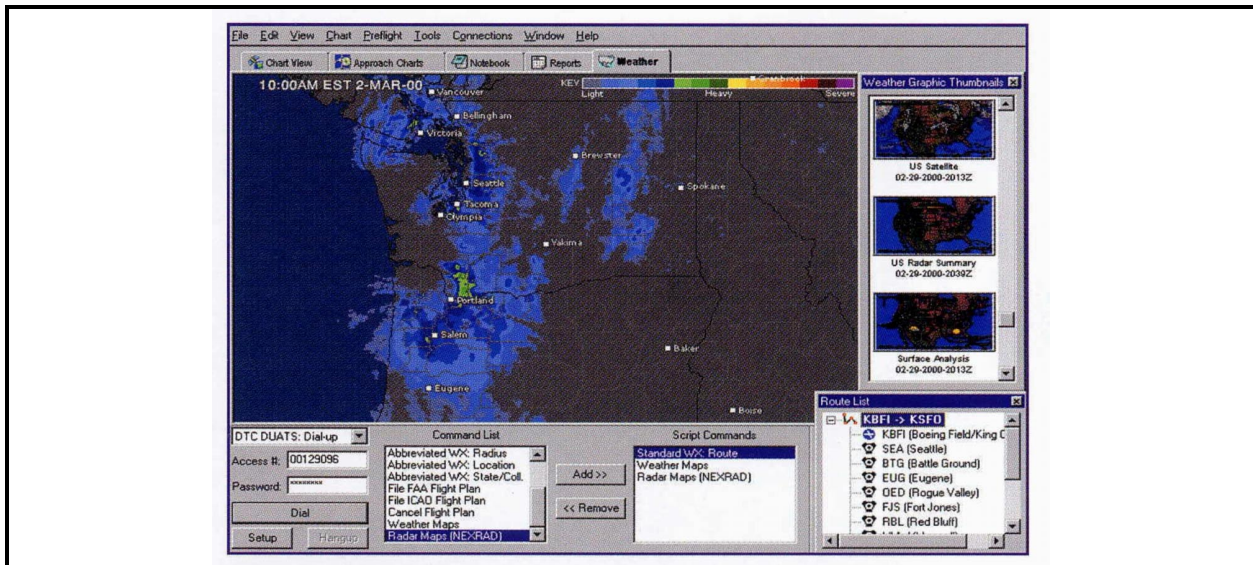 File Edit View Chart Preflight Tools Connections Window Help
Chart View Approach Charts Notebook Reports Weather
10:00AM EST 2-MAR-00
KEY
Light Heavy Severe
Cranbrook
Vancouver
Bellingham
Victoria
Brewster
Seattle
Spokane
Tacoma
Olympia
Yakima
Portland
Salem
Baker
Eugene
Boise
Weather Graphic Thumbnails
US Satellite
02-29-2000-2013Z
US Radar Summary
02-29-2000-2039Z
Surface Analysis
02-29-2000-2013Z
Route List
KBFI -> KSFO
KBFI (Boeing Field/King C
SEA (Seattle)
BTG (Battle Ground)
EUG (Eugene)
OED (Rogue Valley)
FJS (Fort Jones)
RBL (Red Bluff)
DTC DUATS: Dial-up
Access #: 00129096
Password: ××××××××
Dial
Setup Hangup
Command List
Abbreviated WX: Radius
Abbreviated WX: Location
Abbreviated WX: State/Coll.
File FAA Flight Plan
File ICAO Flight Plan
Cancel Flight Plan
Weather Maps
Radar Maps (NEXRAD)
Add >>
<< Remove
Script Commands
Standard WX: Route
Weather Maps
Radar Maps (NEXRAD)